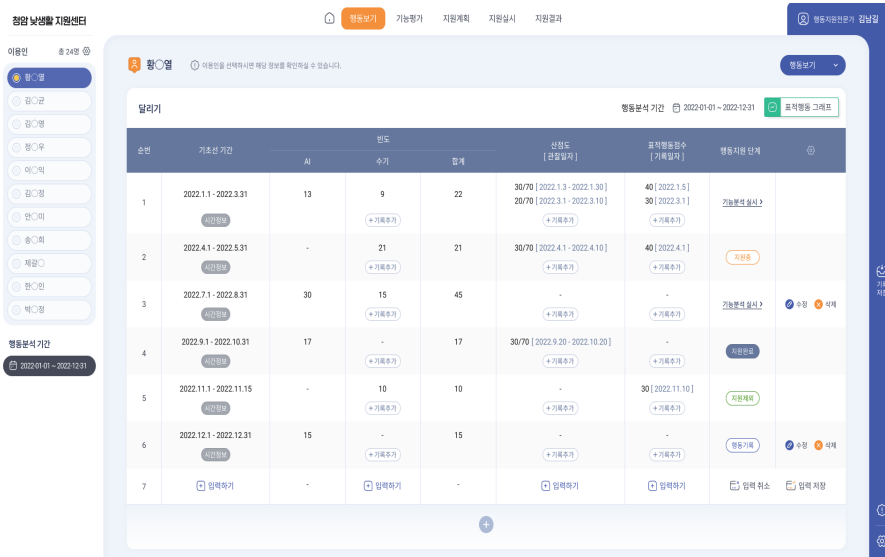 청암 낮생활 지원센터
행동보기 기능평가 지원계획 지원실시 지원결과
행동지원전문가 김남길
이용인 총 24명
황○열
김○균
김○영
정○우
이○익
김○정
안○미
송○희
제갈○
한○인
박○정
행동분석 기간
2022-01-01 ~ 2022-12-31
황○열 이용인을 선택하시면 해당 정보를 확인하실 수 있습니다.
행동보기
달리기
행동분석 기간 2022-01-01 ~ 2022-12-31 표적행동 그래프
순번 기초선 기간 빈도 산점도 [ 관찰일자 ] 표적행동점수 [ 기록일자 ] 행동지원 단계
AI 수기 합계
1 2022.1.1 - 2022.3.31 13 9 22 30/70 [ 2022.1.3 - 2022.1.30 ] 40 [ 2022.1.5 ] 기능분석 실시 >
20/70 [ 2022.3.1 - 2022.3.10 ] 30 [ 2022.3.1 ]
시간정보 + 기록추가 + 기록추가 + 기록추가
2 2022.4.1 - 2022.5.31 - 21 21 30/70 [ 2022.4.1 - 2022.4.10 ] 40 [ 2022.4.1 ] 지원중
시간정보 + 기록추가 + 기록추가 + 기록추가
3 2022.7.1 - 2022.8.31 30 15 45 - - 기능분석 실시 > 수정 삭제
시간정보 + 기록추가 + 기록추가 + 기록추가
4 2022.9.1 - 2022.10.31 17 - 17 30/70 [ 2022.9.20 - 2022.10.20 ] - 지원완료
시간정보 + 기록추가 + 기록추가 + 기록추가
5 2022.11.1 - 2022.11.15 - 10 10 - 30 [ 2022.11.10 ] 지원제외
시간정보 + 기록추가 + 기록추가 + 기록추가
6 2022.12.1 - 2022.12.31 15 - 15 - - 행동기록 수정 삭제
시간정보 + 기록추가 + 기록추가 + 기록추가
7 입력하기 - 입력하기 - 입력하기 입력하기 입력 취소 입력 저장